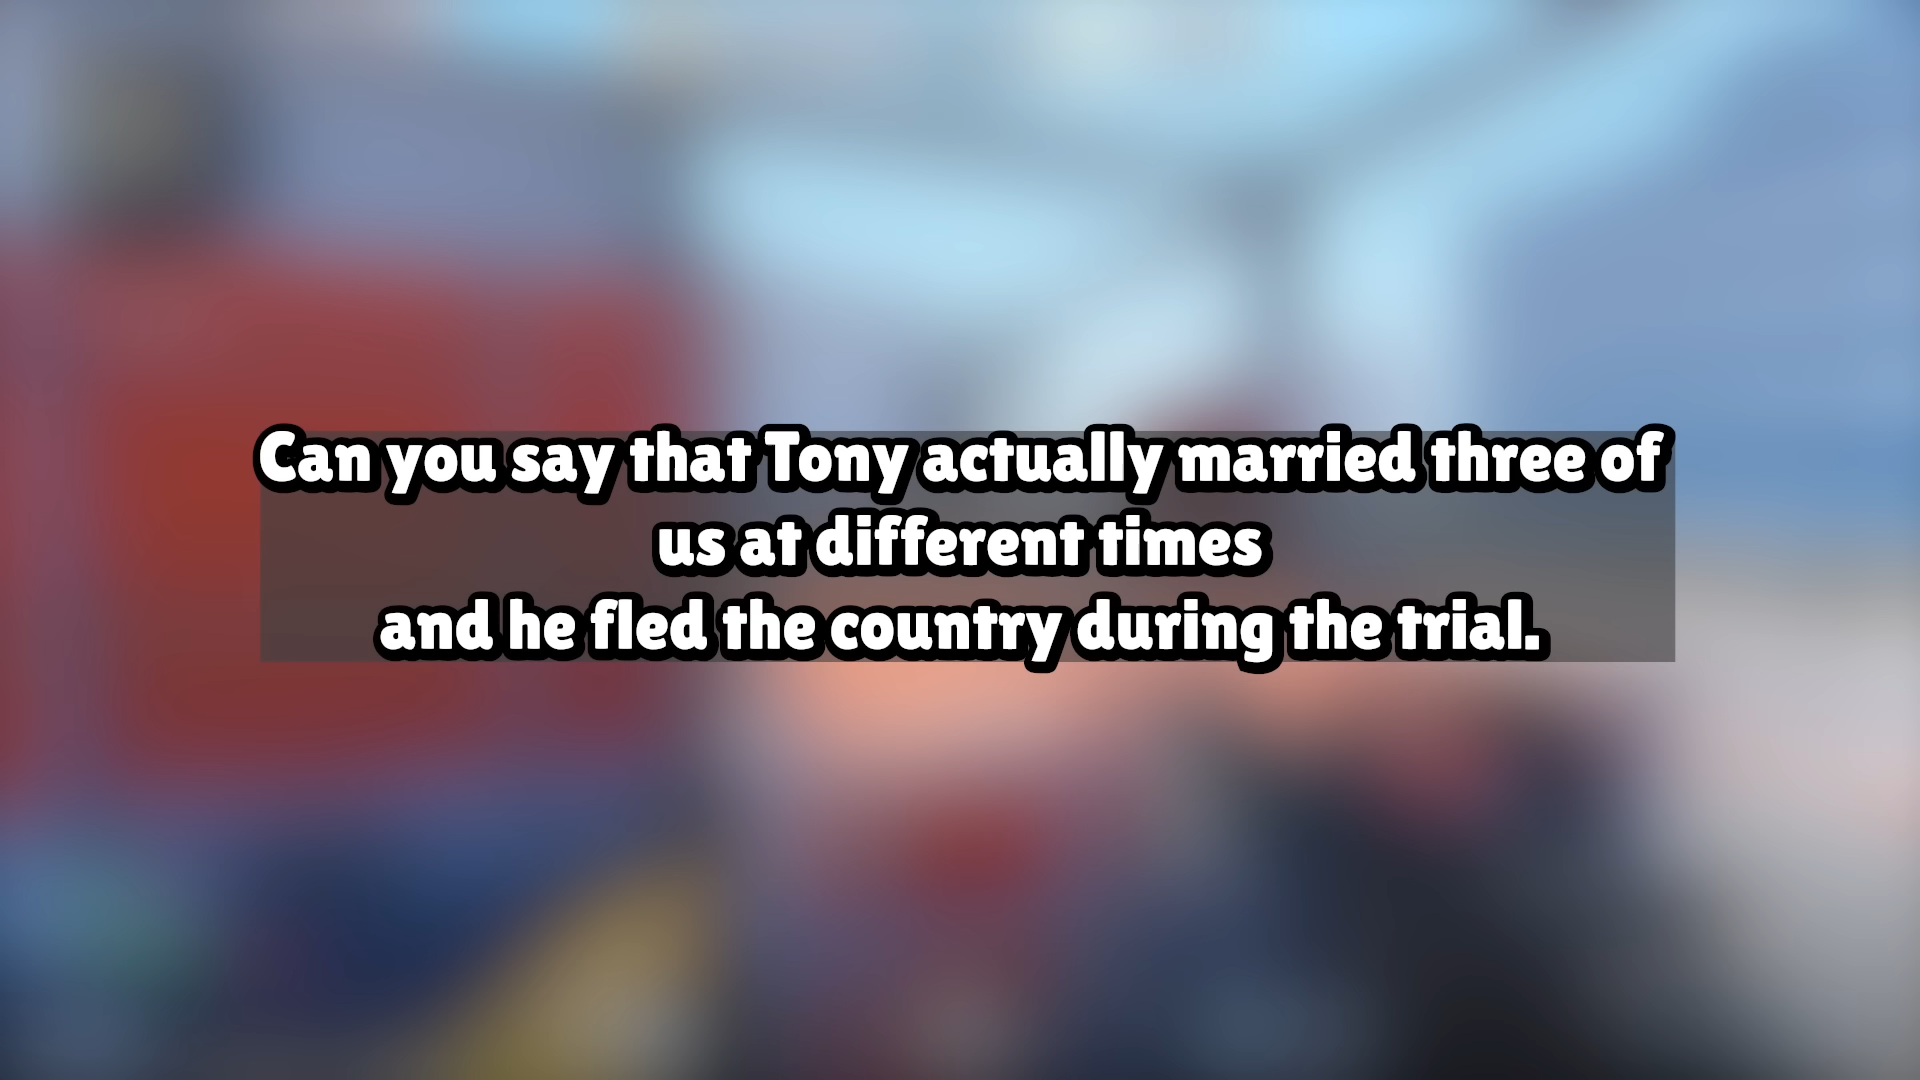 Can you say that Tony actually married three of
us at different times
and he fled the country during the trial.